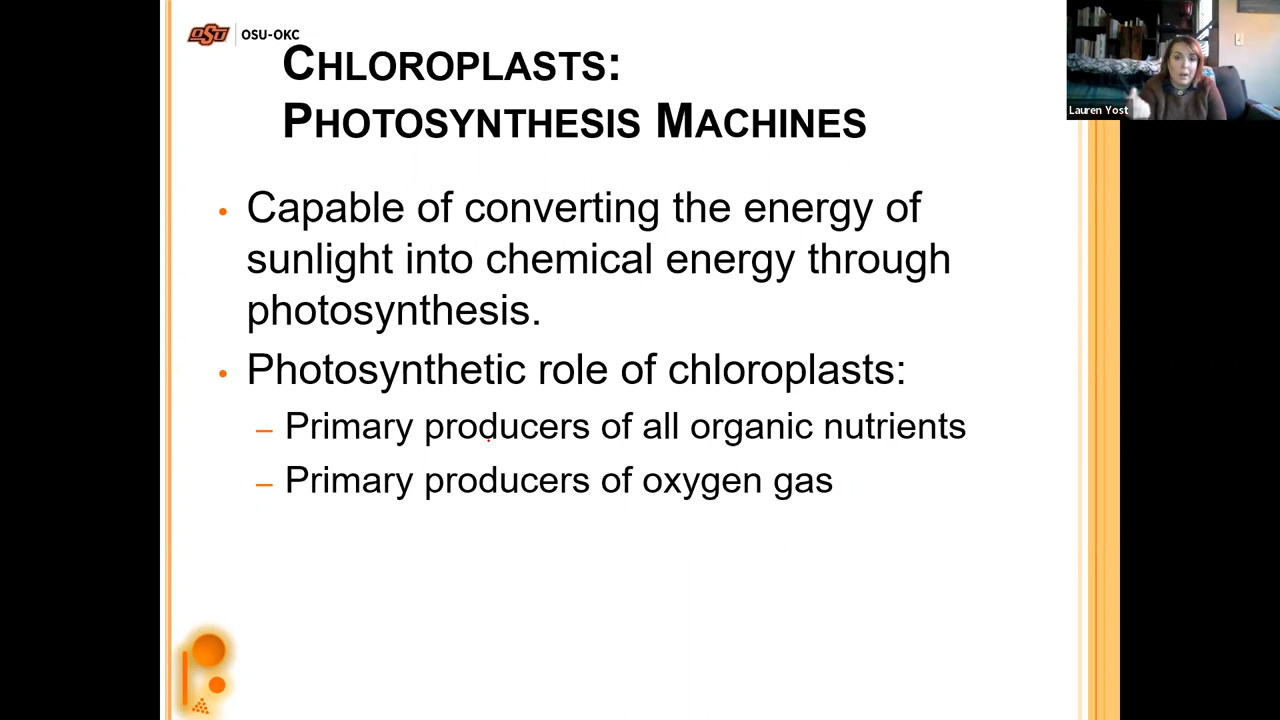 OSU OSU-OKC
CHLOROPLASTS:
PHOTOSYNTHESIS MACHINES
Lauren Yost
• Capable of converting the energy of
sunlight into chemical energy through
photosynthesis.
• Photosynthetic role of chloroplasts:
– Primary producers of all organic nutrients
– Primary producers of oxygen gas